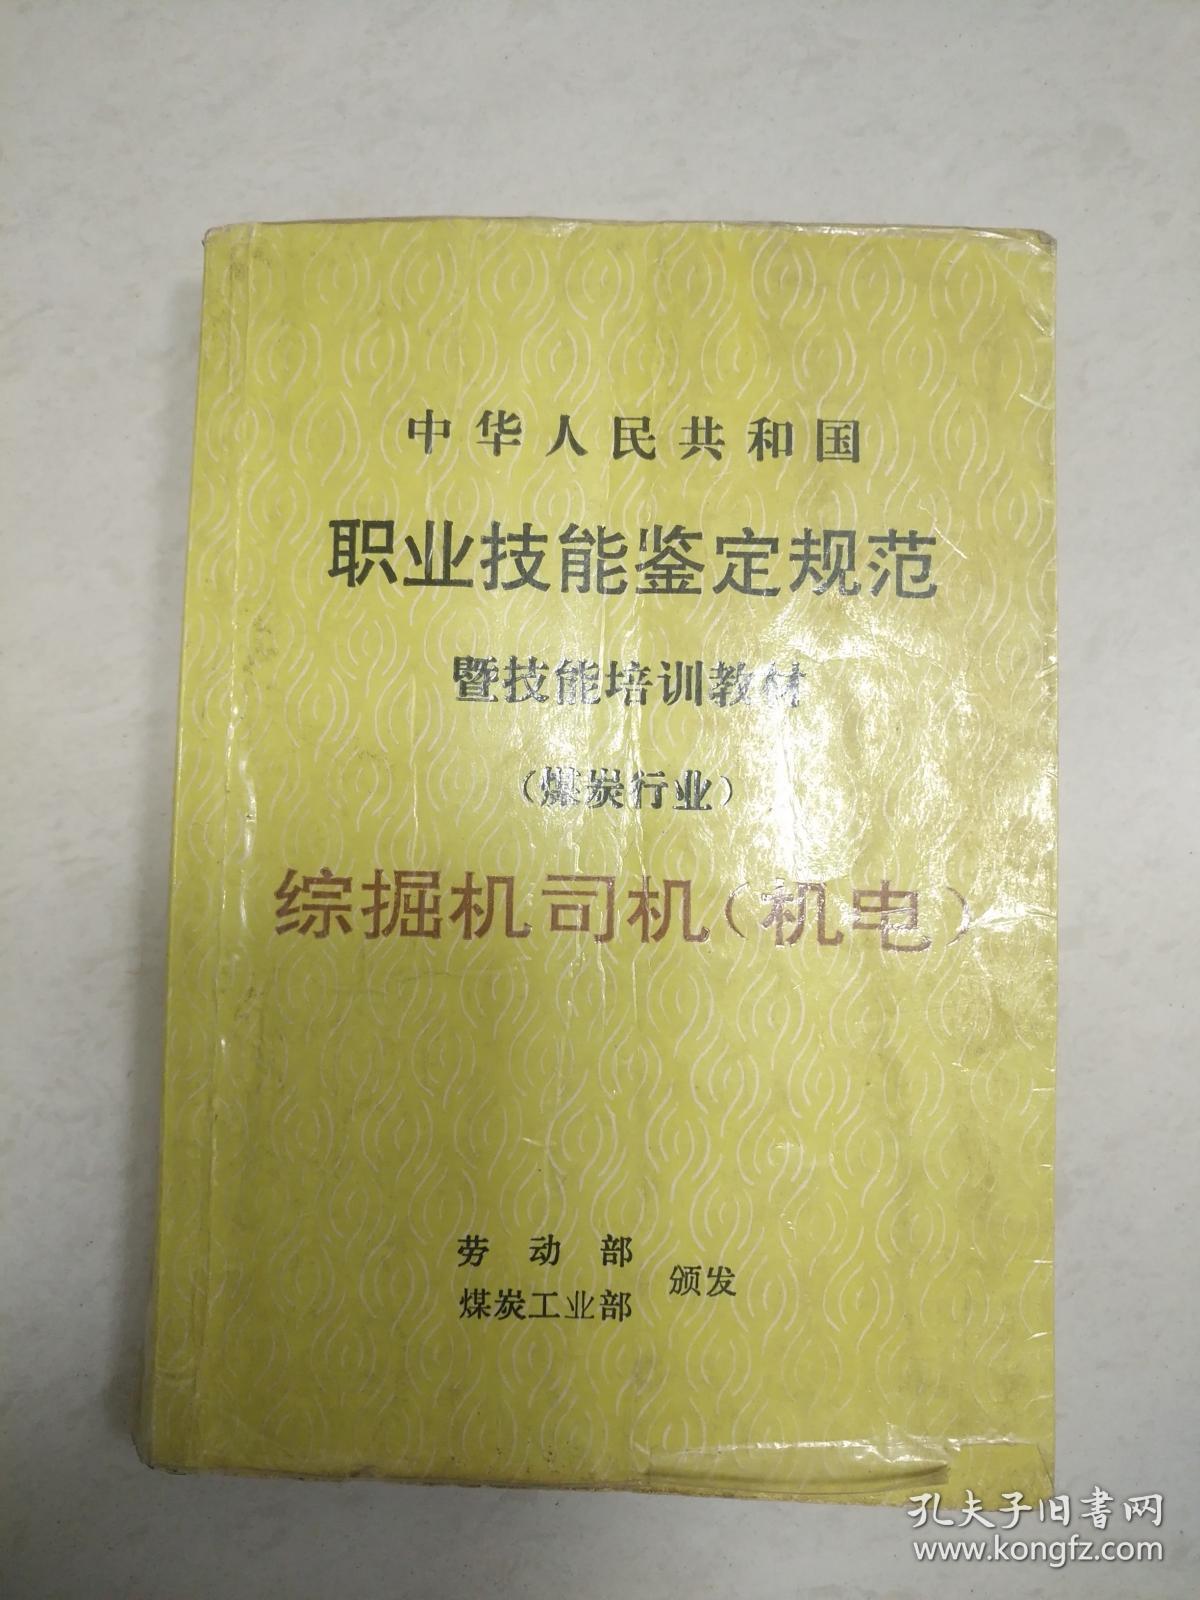 中华人民共和国
职业技能鉴定规范
暨技能培训教材
（煤炭行业）
综掘机司机（机电）
劳动部
煤炭工业部
颁发
孔夫子旧书网
www.kongfz.com